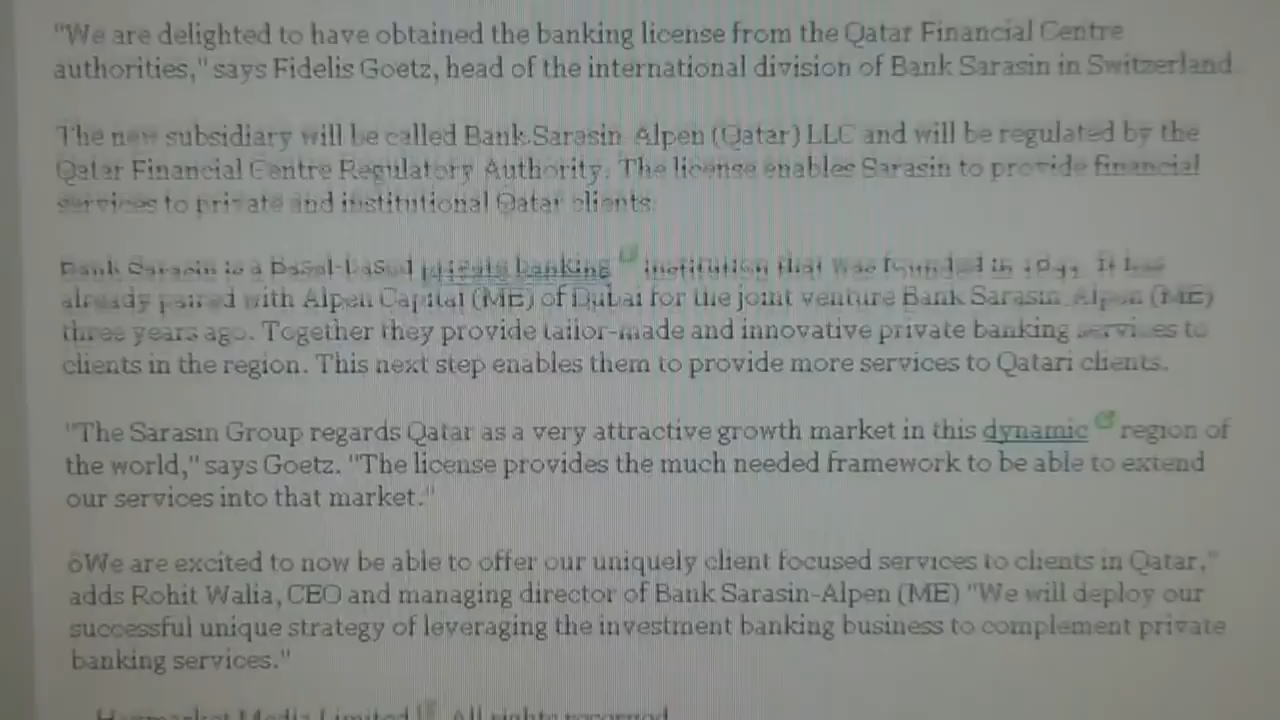 "We are delighted to have obtained the banking license from the Qatar Financial Centre
authorities," says Fidelis Goetz, head of the international division of Bank Sarasin in Switzerland.
The new subsidiary will be called Bank Sarasin-Alpen (Qatar) LLC and will be regulated by the
Qatar Financial Centre Regulatory Authority. The license enables Sarasin to provide financial
services to private and institutional Qatar clients.
Bank Sarasin is a Basel-based private banking institution that was founded in It has
already paired with Alpen Capital (ME) of Dubai for the joint venture Bank Sarasin-Alpen (ME)
three years ago. Together they provide tailor-made and innovative private banking services to
clients in the region. This next step enables them to provide more services to Qatari clients.
"The Sarasin Group regards Qatar as a very attractive growth market in this dynamic region of
the world," says Goetz. "The license provides the much needed framework to be able to extend
our services into that market."
öWe are excited to now be able to offer our uniquely client focused services to clients in Qatar,"
adds Rohit Walia, CEO and managing director of Bank Sarasin-Alpen (ME) "We will deploy our
successful unique strategy of leveraging the investment banking business to complement private
banking services."
Haymarket Media Limited. All rights reserved.